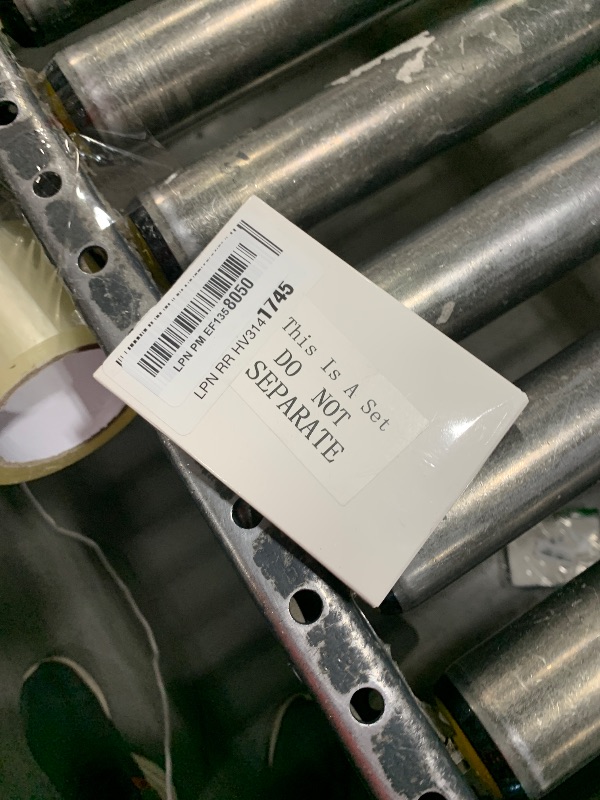 LPN PM EF1358050
LPN RR HV3141745
This Is A Set
DO NOT
SEPARATE